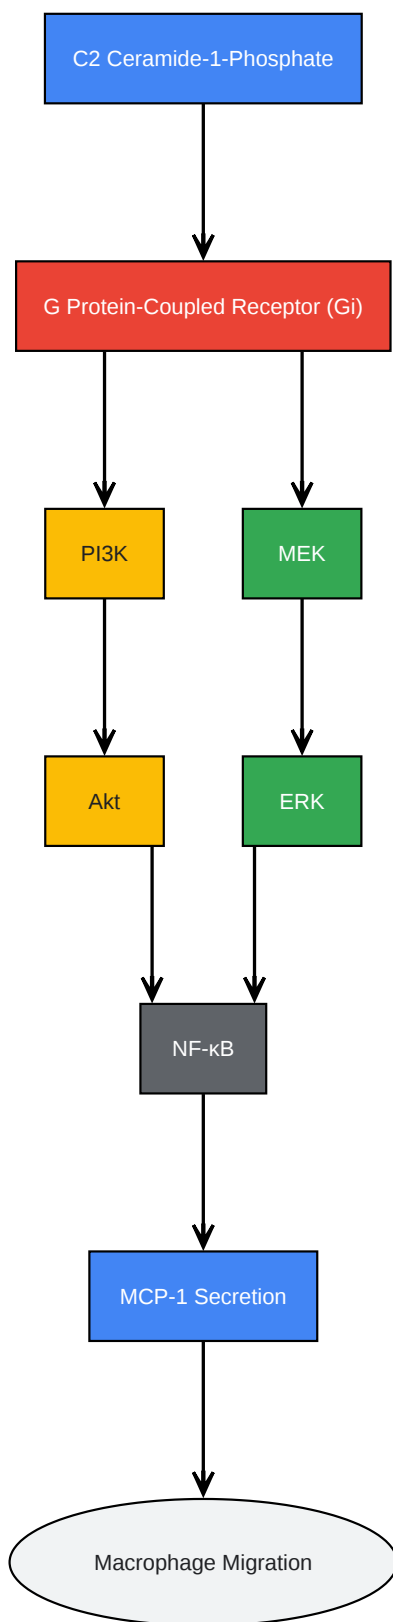 C2 Ceramide-1-Phosphate
G Protein-Coupled Receptor (Gi)
PI3K
MEK
Akt
ERK
NF-κB
MCP-1 Secretion
Macrophage Migration